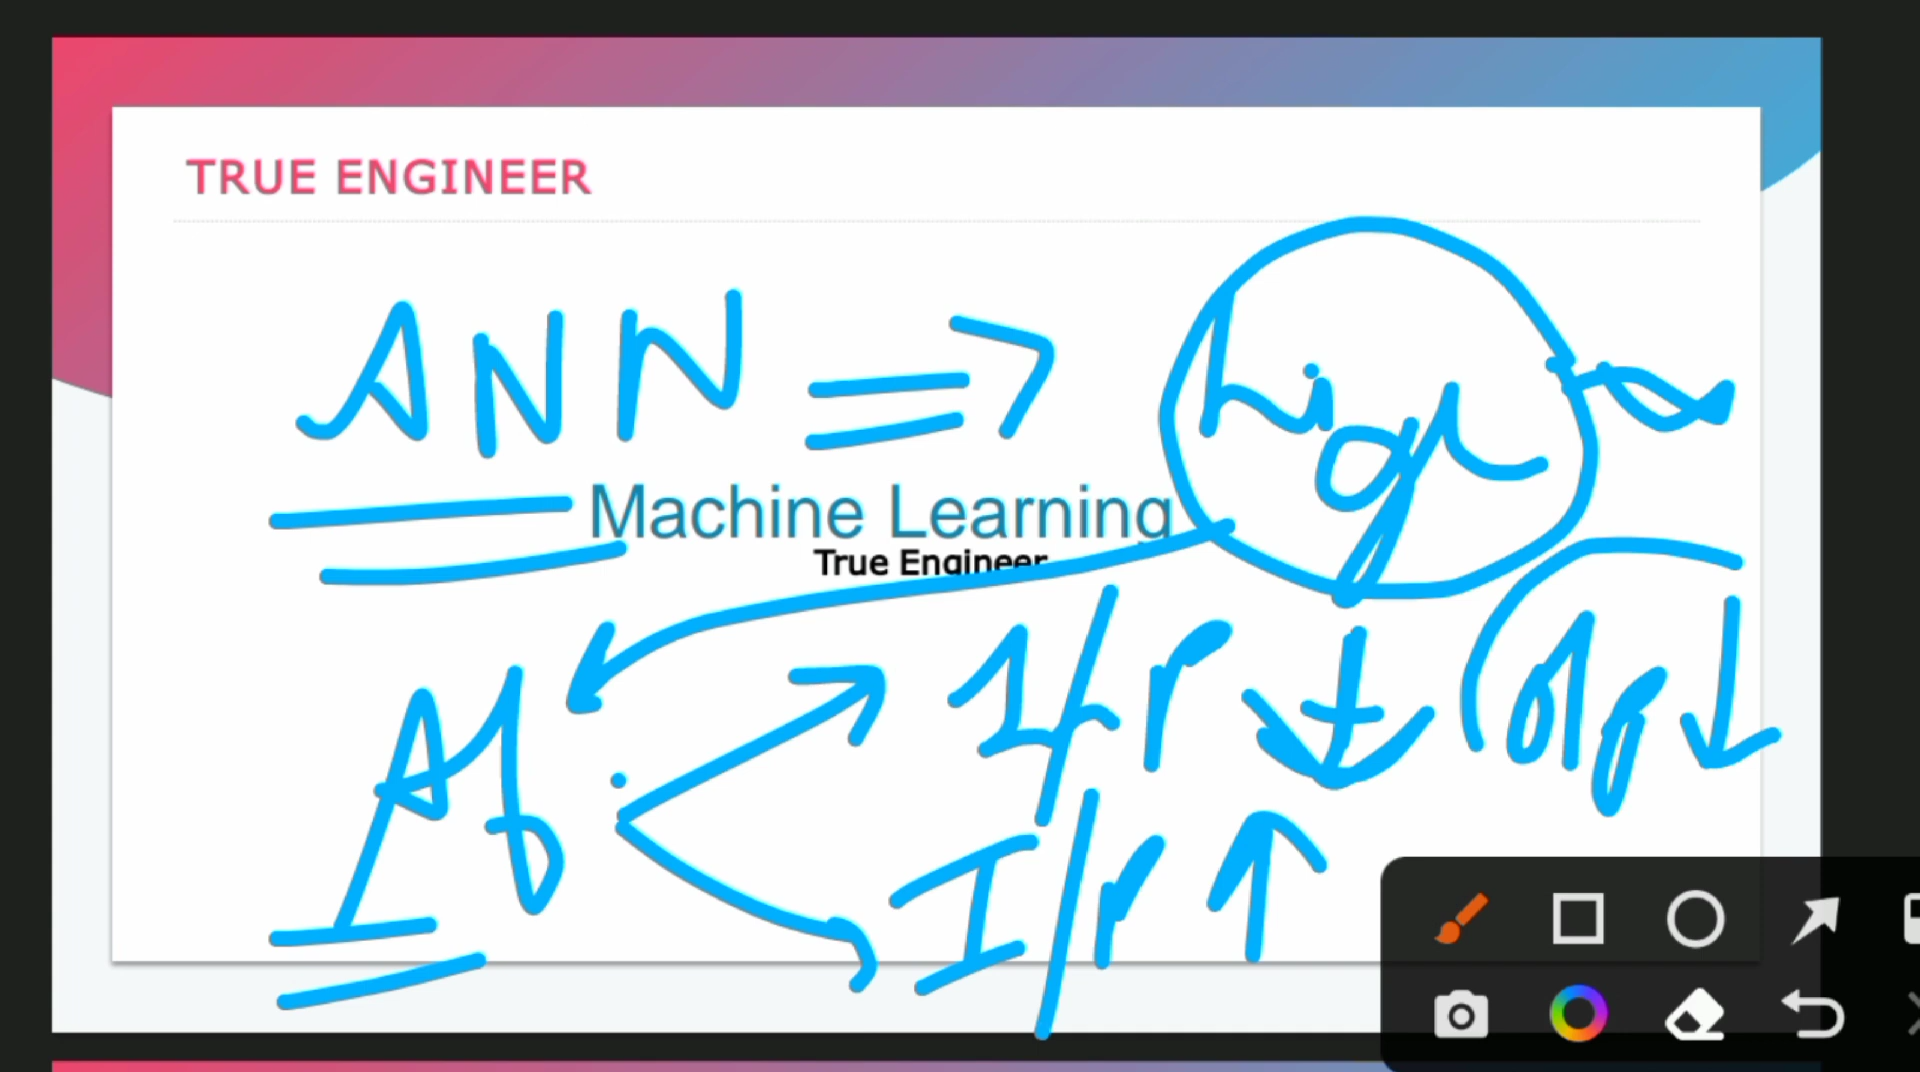 TRUE ENGINEER
ANN => high
Machine Learning
True Engineer
Af
I/P ↓
I/P ↑